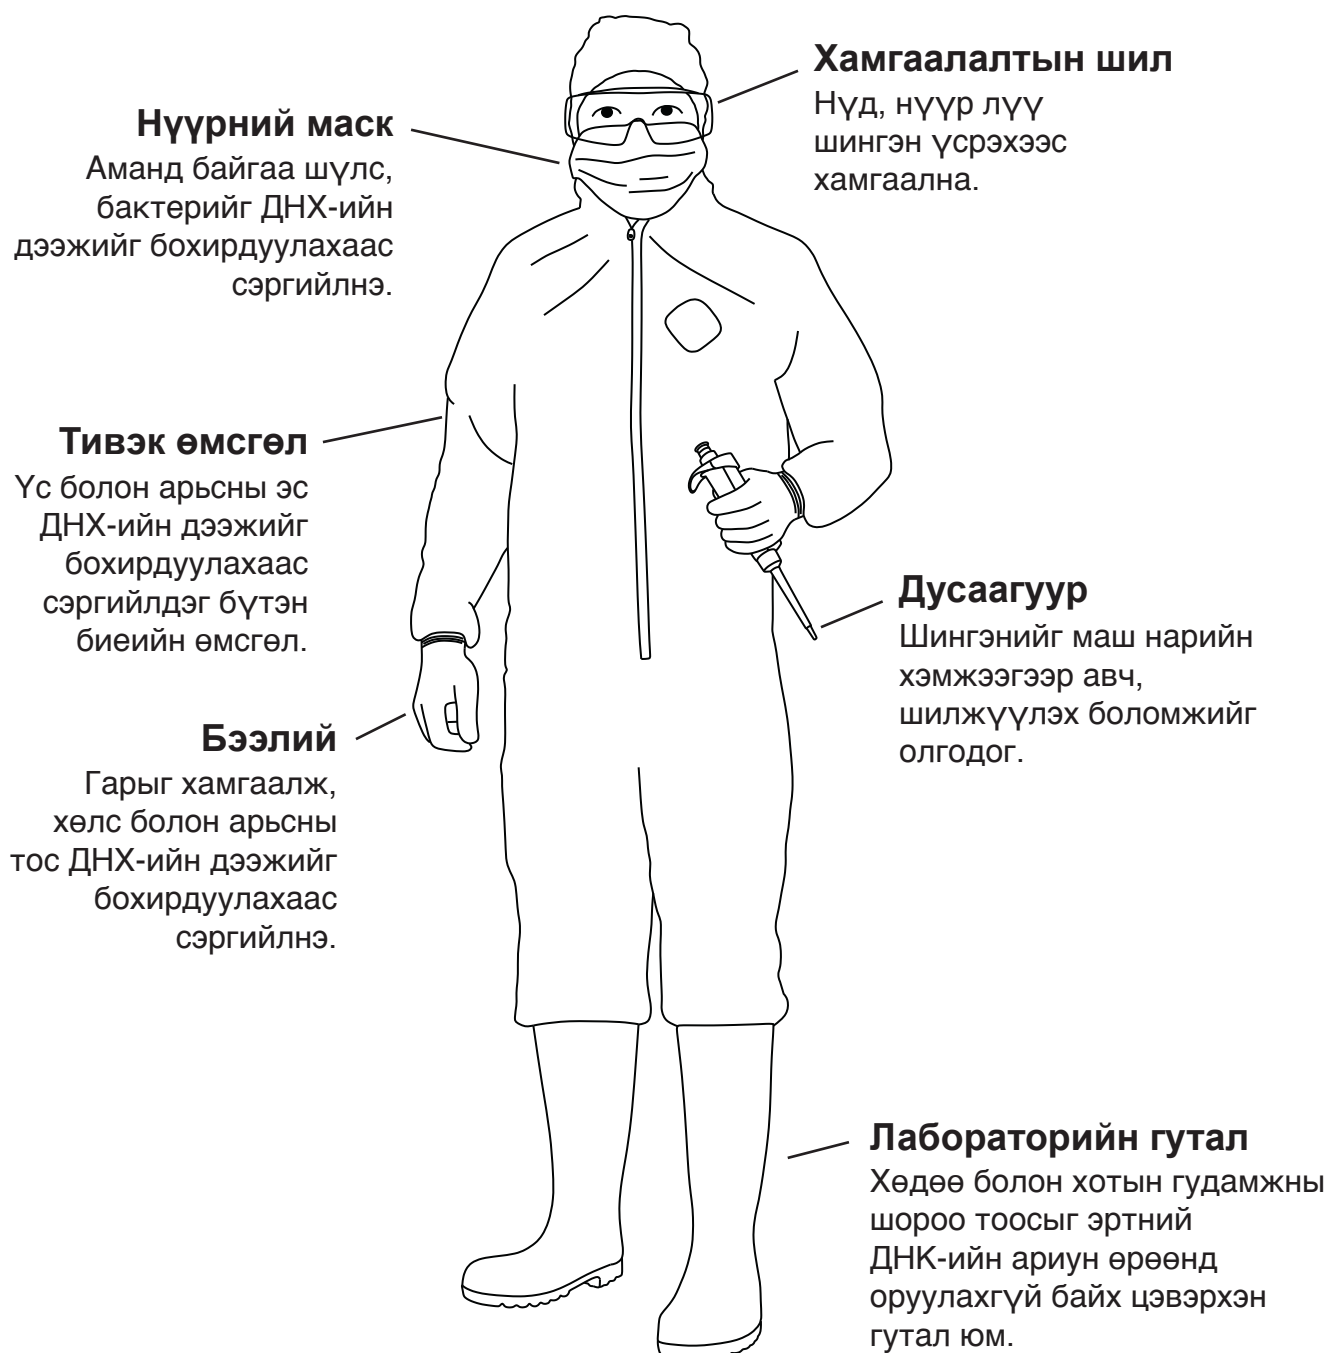 Нүүрний маск
Аманд байгаа шүлс,
бактерийг ДНХ-ийн
дээжийг бохирдуулахаас
сэргийлнэ.
Хамгаалалтын шил
Нүд, нүүр лүү
шингэн үсрэхээс
хамгаална.
Тивэк өмсгөл
Үс болон арьсны эс
ДНХ-ийн дээжийг
бохирдуулахаас
сэргийлдэг бүтэн
биеийн өмсгөл.
Дусаагуур
Шингэнийг маш нарийн
хэмжээгээр авч,
шилжүүлэх боломжийг
олгодог.
Бээлий
Гарыг хамгаалж,
хөлс болон арьсны
тос ДНХ-ийн дээжийг
бохирдуулахаас
сэргийлнэ.
Лабораторийн гутал
Хөдөө болон хотын гудамжны
шороо тоосыг эртний
ДНК-ийн ариун өрөөнд
оруулахгүй байх цэвэрхэн
гутал юм.